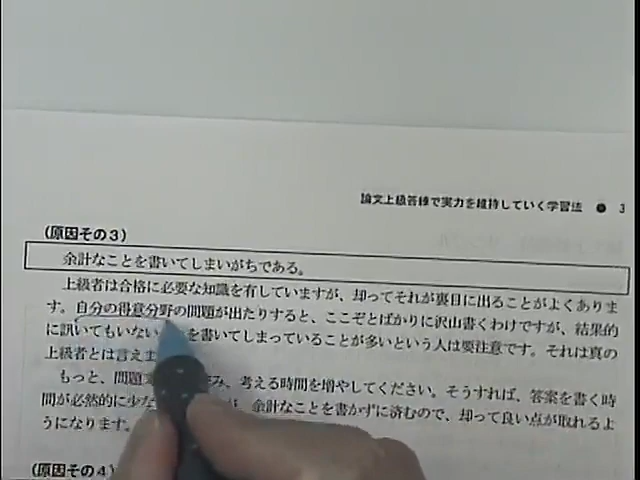 論文上級答練で実力を維持していく学習法 ● 3
(原因その3)
余計なことを書いてしまいがちである。
上級者は合格に必要な知識を有していますが、却ってそれが裏目に出ることがよくありま
す。自分の得意分野の問題が出たりすると、ここぞとばかりに沢山書くわけですが、結果的
に訊いてもいない を書いてしまっていることが多いという人は要注意です。それは真の
上級者とは言えま
もっと、問題 み、考える時間を増やしてください。そうすれば、答案を書く時
間が必然的に少な が、余計なことを書かずに済むので、却って良い点が取れるよ
うになります。
(原因その4)